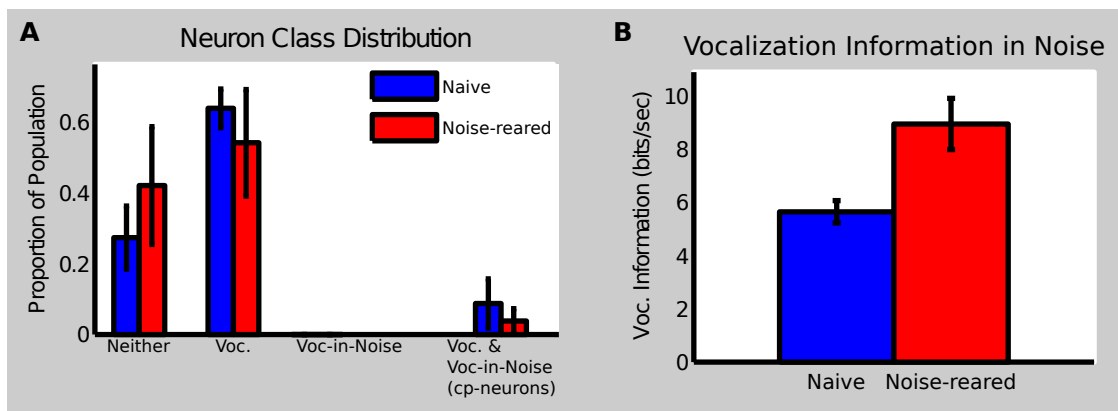 A
Neuron Class Distribution
Proportion of Population
0.6
0.4
0.2
0
Naive
Noise-reared
Neither
Voc.
Voc-in-Noise
Voc. &
Voc-in-Noise
(cp-neurons)
B
Vocalization Information in Noise
Voc. Information (bits/sec)
10
8
6
4
2
0
Naive
Noise-reared